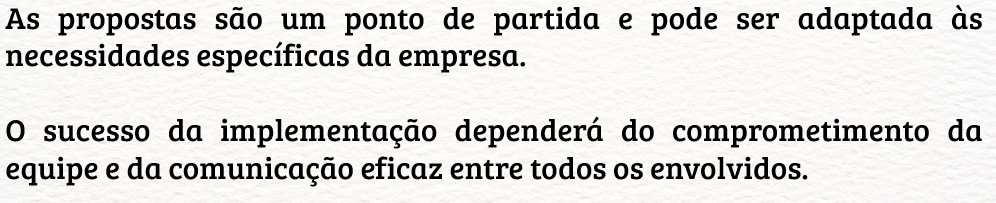 As propostas são um ponto de partida e pode ser adaptada às
necessidades específicas da empresa.
O sucesso da implementação dependerá do comprometimento da
equipe e da comunicação eficaz entre todos os envolvidos.